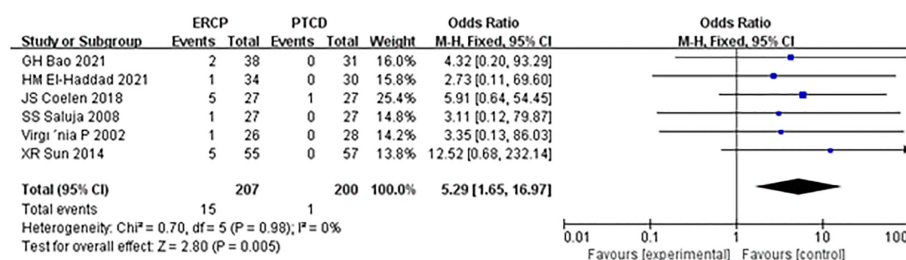 ERCP PTCD Odds Ratio Odds Ratio
Study or Subgroup Events Total Events Total Weight M-H, Fixed, 95% CI M-H, Fixed, 95% CI
GH Bao 2021 2 38 0 31 16.0% 4.32 [0.20, 93.29]
HM El-Haddad 2021 1 34 0 30 15.8% 2.73 [0.11, 69.60]
JS Coelen 2018 5 27 1 27 25.4% 5.91 [0.64, 54.45]
SS Saluja 2008 1 27 0 27 14.8% 3.11 [0.12, 79.87]
Virgı ´nia P 2002 1 26 0 28 14.2% 3.35 [0.13, 86.03]
XR Sun 2014 5 55 0 57 13.8% 12.52 [0.68, 232.14]
Total (95% CI) 207 200 100.0% 5.29 [1.65, 16.97]
Total events 15 1
Heterogeneity: Chi² = 0.70, df = 5 (P = 0.98); I² = 0%
Test for overall effect: Z = 2.80 (P = 0.005)
0.01 0.1 1 10 100
Favours [experimental] Favours [control]